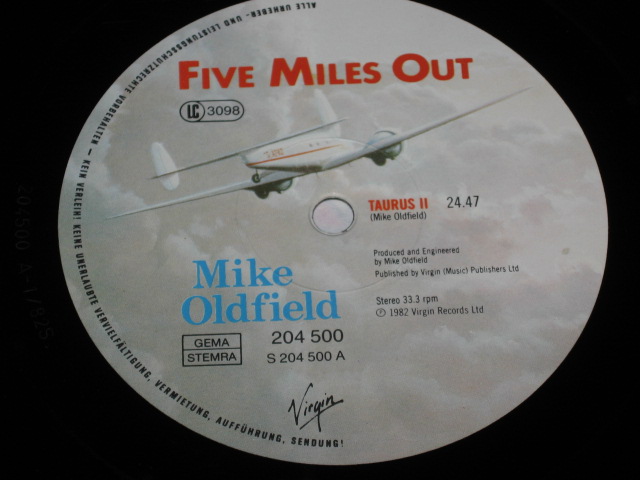 ALLE URHEBER- UND LEISTUNGSSCHUTZRECHTE VORBEHALTEN – KEIN VERLEIH! KEINE UNERLAUBTE VERVIELFÄLTIGUNG, VERMIETUNG, AUFFÜHRUNG, SENDUNG!
FIVE MILES OUT
LC 3098
TAURUS II 24.47
(Mike Oldfield)
Produced and Engineered
by Mike Oldfield
Published by Virgin (Music) Publishers Ltd
Mike
Oldfield
Stereo 33.3 rpm
℗ 1982 Virgin Records Ltd
GEMA
STEMRA
204 500
S 204 500 A
Virgin